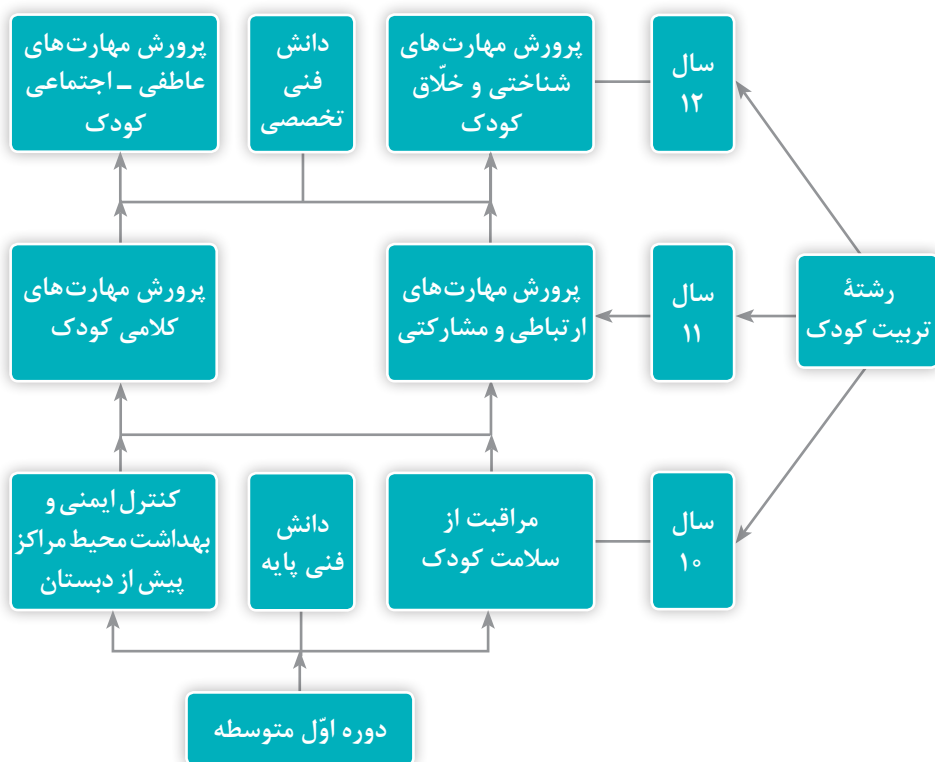 سال
۱۲
پرورش مهارت‌های
شناختی و خلّاق
کودک
دانش
فنی
تخصصی
پرورش مهارت‌های
عاطفی ـ اجتماعی
کودک
رشتهٔ
تربیت کودک
سال
۱۱
پرورش مهارت‌های
ارتباطی و مشارکتی
پرورش مهارت‌های
کلامی کودک
سال
۱۰
مراقبت از
سلامت کودک
دانش
فنی پایه
کنترل ایمنی و
بهداشت محیط مراکز
پیش از دبستان
دوره اوّل متوسطه